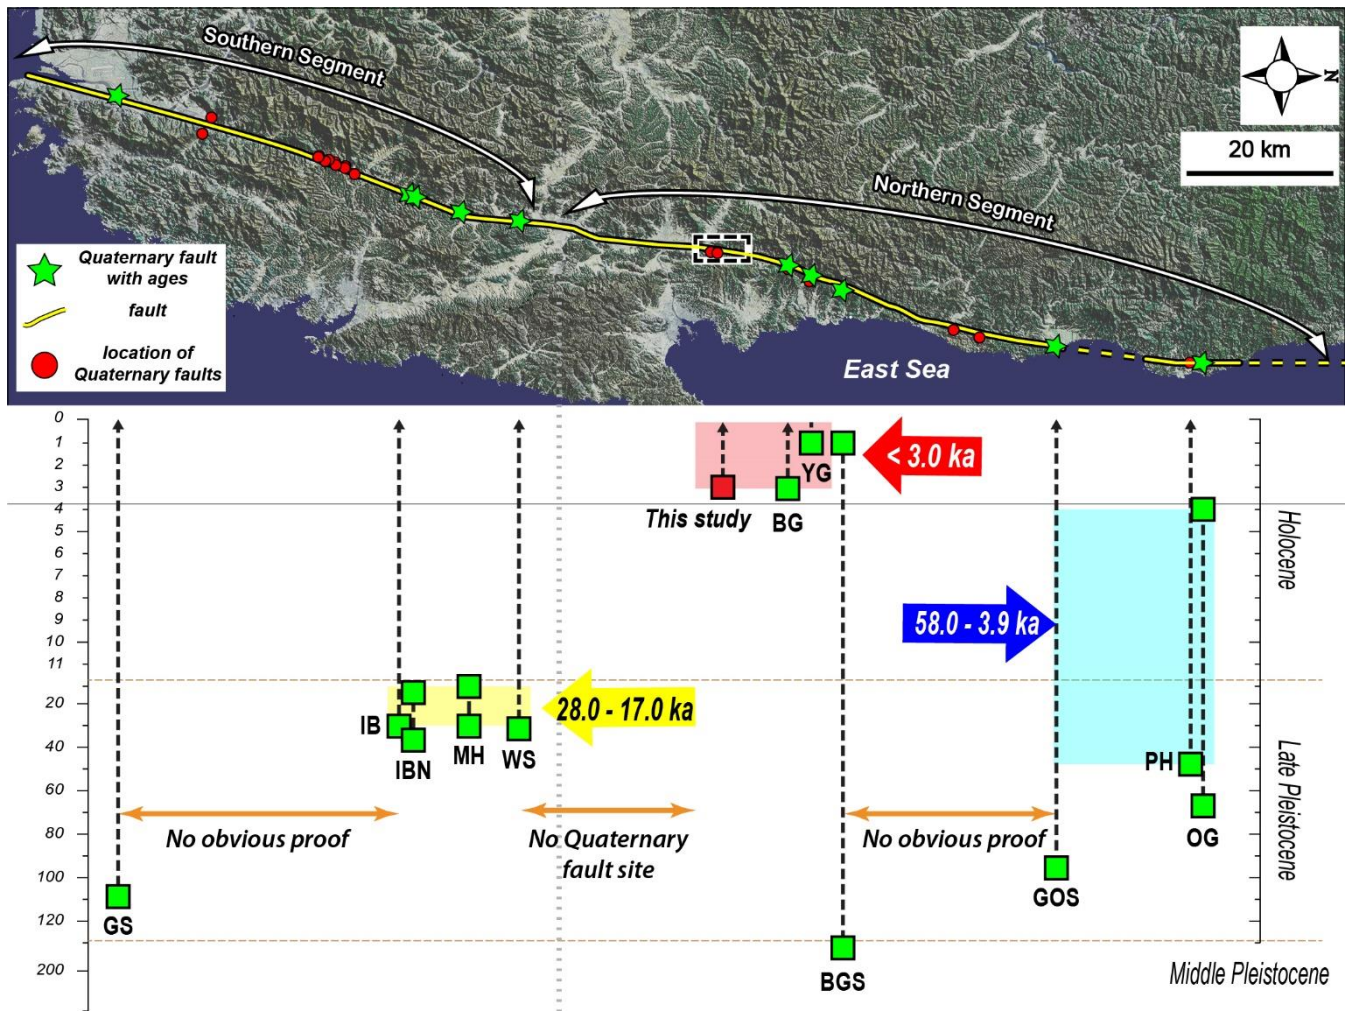 Southern Segment
Northern Segment
N
20 km
Quaternary fault
with ages
fault
location of
Quaternary faults
East Sea
0
1
2
3
4
5
6
7
8
9
10
11
20
30
40
60
80
100
120
200
< 3.0 ka
YG
This study
BG
58.0 - 3.9 ka
28.0 - 17.0 ka
IB
IBN
MH
WS
PH
OG
No obvious proof
No Quaternary
fault site
No obvious proof
GS
GOS
BGS
Holocene
Late Pleistocene
Middle Pleistocene